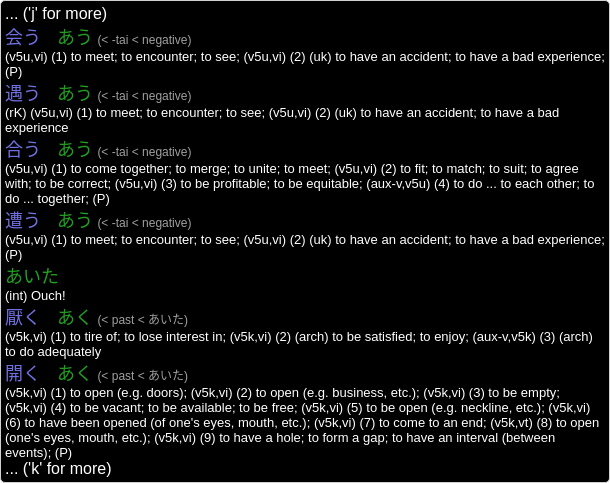 ... ('j' for more)
会う　あう (< -tai < negative)
(v5u,vi) (1) to meet; to encounter; to see; (v5u,vi) (2) (uk) to have an accident; to have a bad experience;
(P)
遇う　あう (< -tai < negative)
(rK) (v5u,vi) (1) to meet; to encounter; to see; (v5u,vi) (2) (uk) to have an accident; to have a bad
experience
合う　あう (< -tai < negative)
(v5u,vi) (1) to come together; to merge; to unite; to meet; (v5u,vi) (2) to fit; to match; to suit; to agree
with; to be correct; (v5u,vi) (3) to be profitable; to be equitable; (aux-v,v5u) (4) to do ... to each other; to
do ... together; (P)
遭う　あう (< -tai < negative)
(v5u,vi) (1) to meet; to encounter; to see; (v5u,vi) (2) (uk) to have an accident; to have a bad experience;
(P)
あいた
(int) Ouch!
厭く　あく (< past < あいた)
(v5k,vi) (1) to tire of; to lose interest in; (v5k,vi) (2) (arch) to be satisfied; to enjoy; (aux-v,v5k) (3) (arch)
to do adequately
開く　あく (< past < あいた)
(v5k,vi) (1) to open (e.g. doors); (v5k,vi) (2) to open (e.g. business, etc.); (v5k,vi) (3) to be empty;
(v5k,vi) (4) to be vacant; to be available; to be free; (v5k,vi) (5) to be open (e.g. neckline, etc.); (v5k,vi)
(6) to have been opened (of one's eyes, mouth, etc.); (v5k,vi) (7) to come to an end; (v5k,vt) (8) to open
(one's eyes, mouth, etc.); (v5k,vi) (9) to have a hole; to form a gap; to have an interval (between
events); (P)
... ('k' for more)